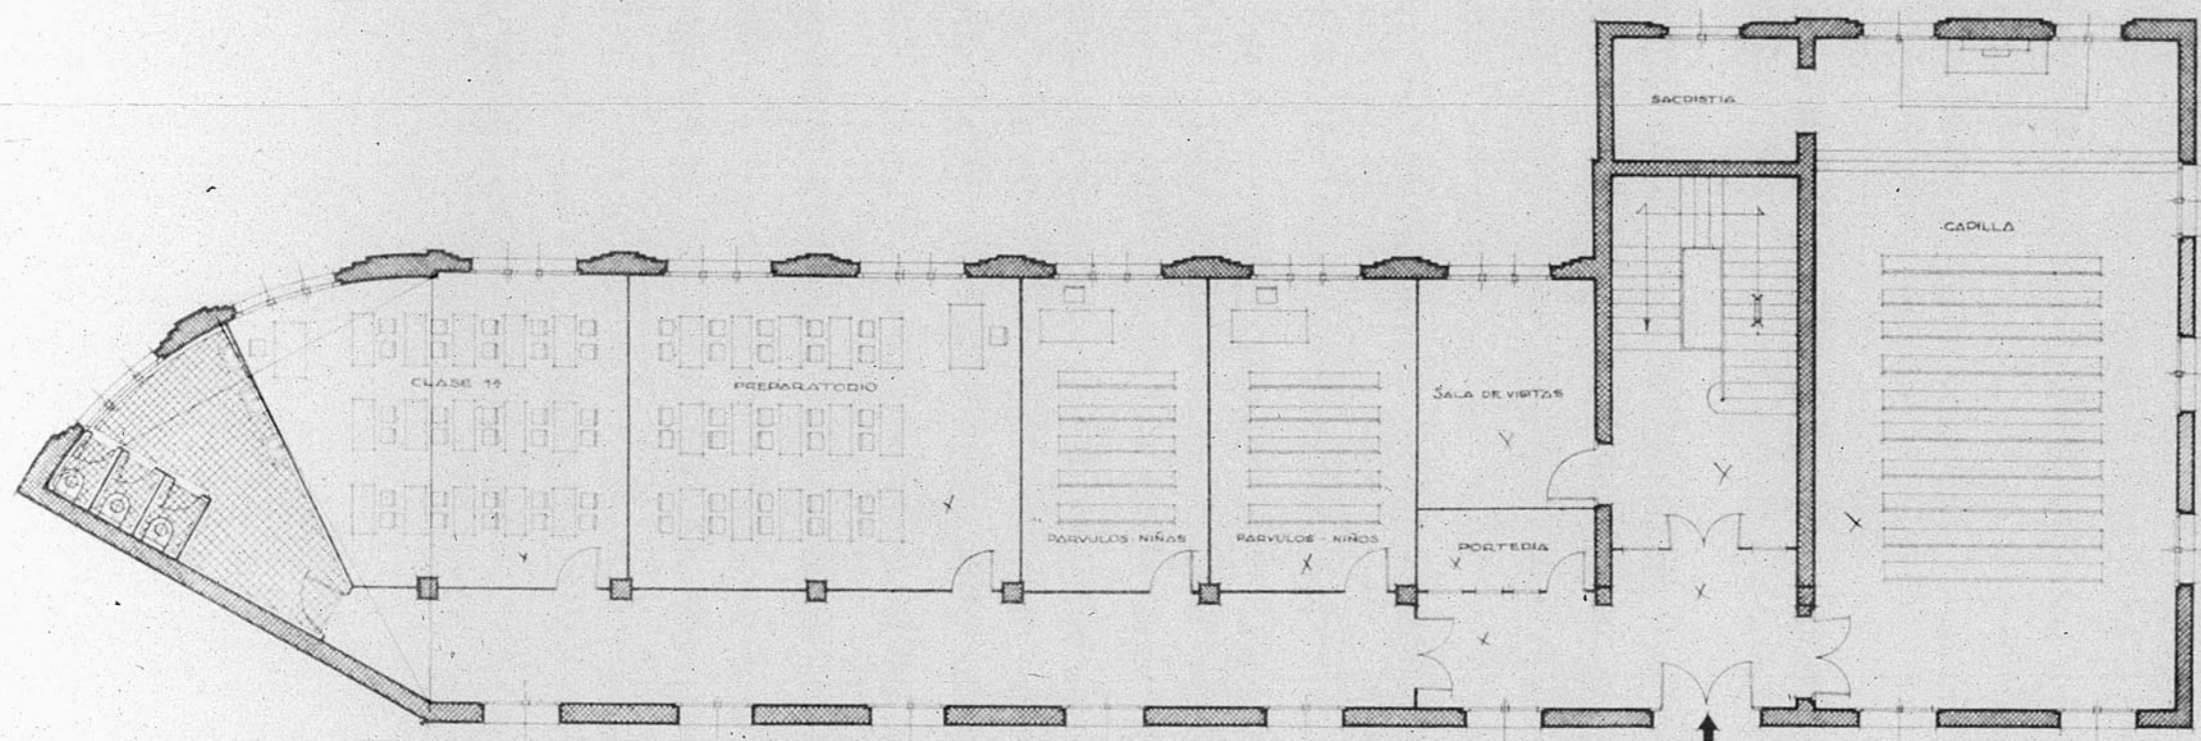 SACRISTIA
CAPILLA
CLASE 1ª
PREPARATORIO
SALA DE VISITAS
PARVULOS - NIÑAS
PARVULOS - NIÑOS
PORTERIA